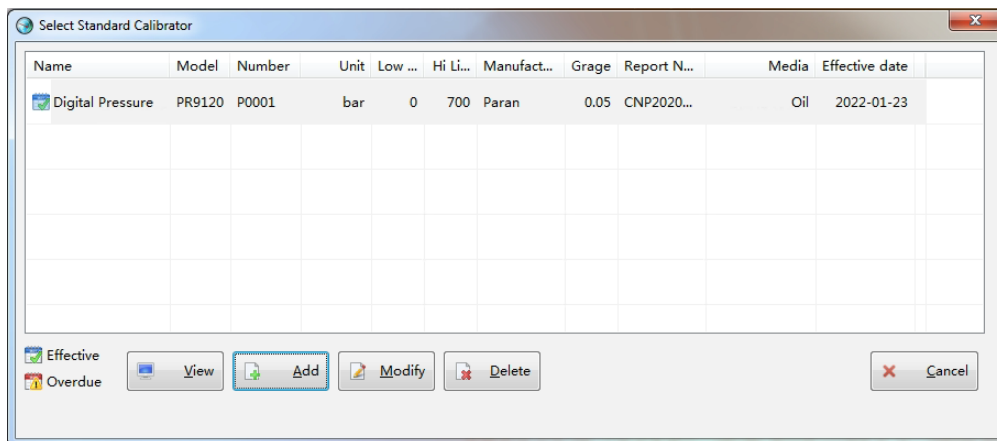 Select Standard Calibrator
Name Model Number Unit Low ... Hi Li... Manufact... Grage Report N... Media Effective date
Digital Pressure PR9120 P0001 bar 0 700 Paran 0.05 CNP2020... Oil 2022-01-23
Effective
Overdue
View Add Modify Delete Cancel